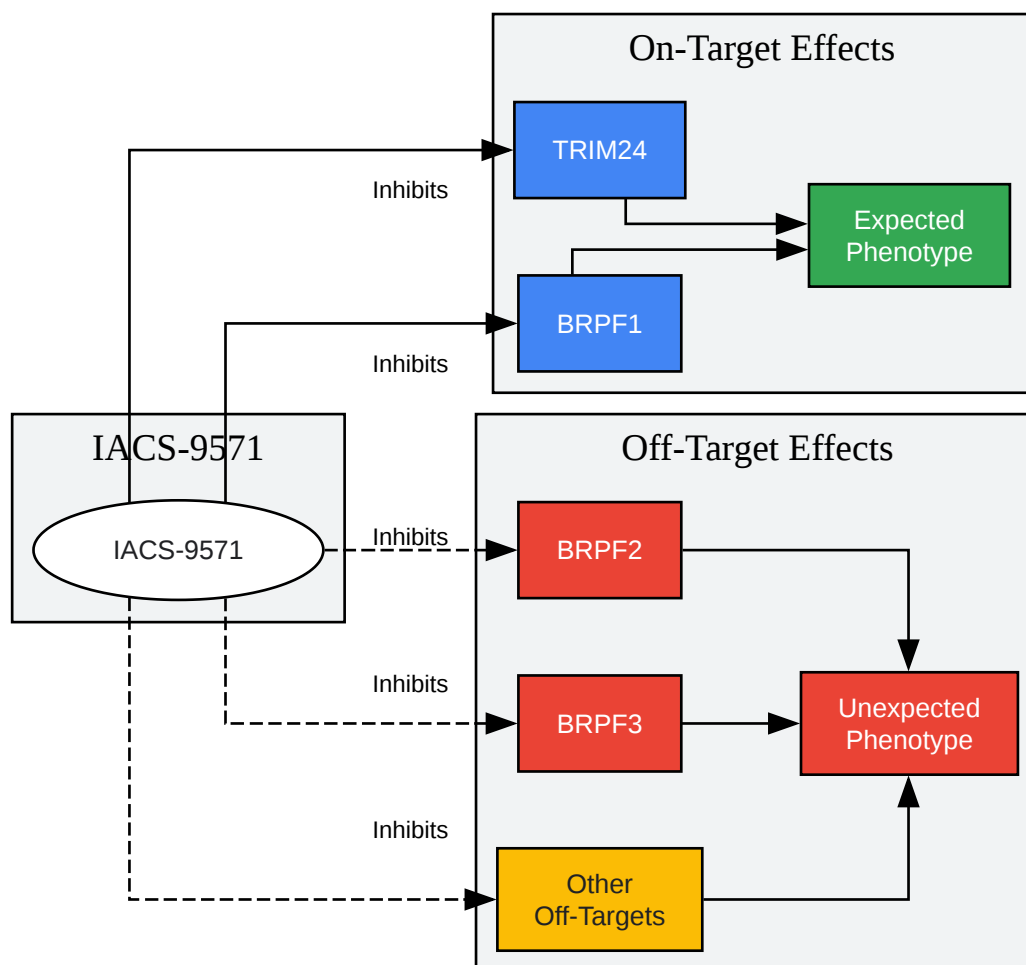 On-Target Effects
TRIM24
Inhibits
Expected
Phenotype
BRPF1
Inhibits
IACS-9571
IACS-9571
Off-Target Effects
Inhibits
BRPF2
Inhibits
BRPF3
Unexpected
Phenotype
Inhibits
Other
Off-Targets